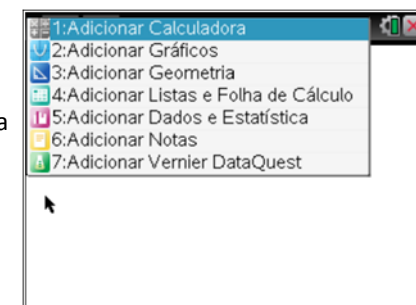 1:Adicionar Calculadora
2:Adicionar Gráficos
3:Adicionar Geometria
4:Adicionar Listas e Folha de Cálculo
a
5:Adicionar Dados e Estatística
6:Adicionar Notas
7:Adicionar Vernier DataQuest